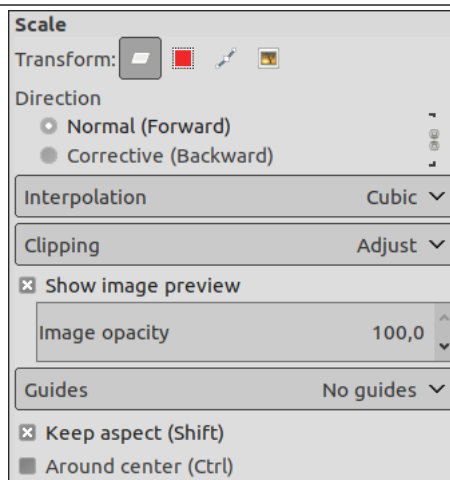 Scale
Transform:
Direction
Normal (Forward)
Corrective (Backward)
Interpolation Cubic
Clipping Adjust
Show image preview
Image opacity 100,0
Guides No guides
Keep aspect (Shift)
Around center (Ctrl)